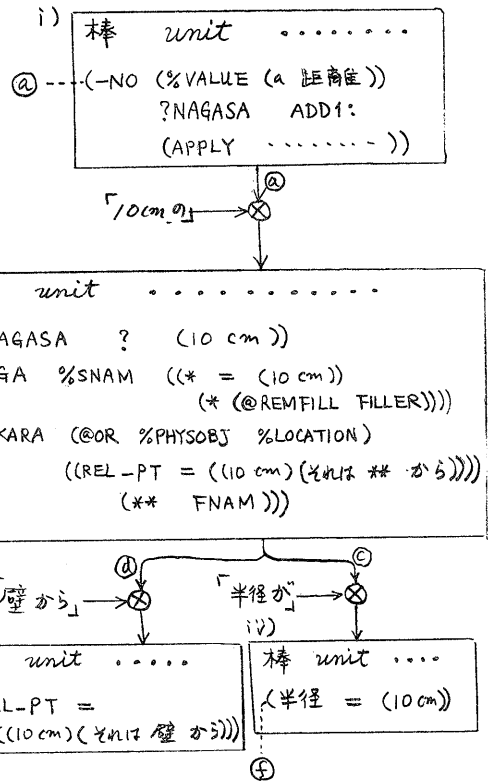 i)
棒 unit ........
ⓐ ---- (-NO (%VALUE (a 距離))
?NAGASA ADD1:
(APPLY ........ ))
ⓐ
「10cmの」
unit ...........
AGASA ? (10 cm))
GA %SNAM ((* = (10 cm))
(* (@REMFILL FILLER))))
KARA (@OR %PHYSOBJ %LOCATION)
((REL-PT = ((10 cm)(それは ** から))))
(** FNAM )))
ⓓ ⓒ
「壁から」 「半径が」
iv)
unit .....
L-PT =
((10 cm)(それは 壁 から)))
棒 unit ....
(半径 = (10 cm))
ⓕ